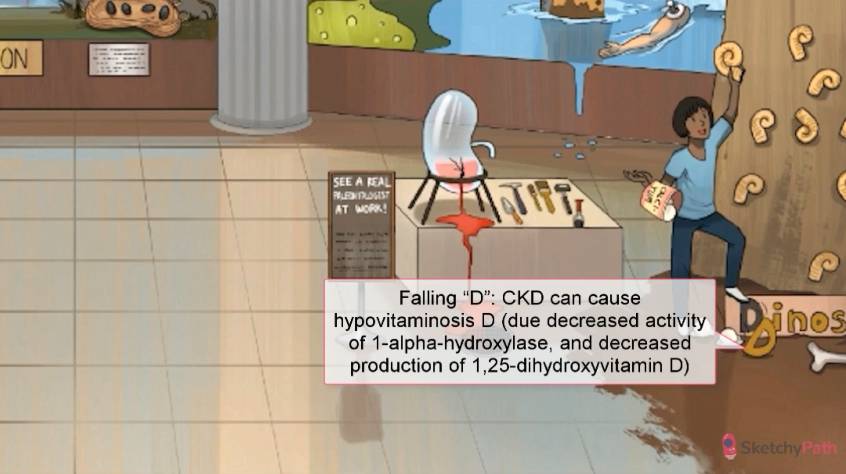 ON
SEE A REAL
PALEONTOLOGIST
AT WORK!
Falling “D”: CKD can cause
hypovitaminosis D (due decreased activity
of 1-alpha-hydroxylase, and decreased
production of 1,25-dihydroxyvitamin D)
Dinos
SketchyPath